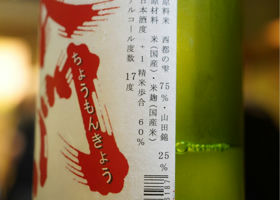 原料米 西都の雫 75%・山田錦 25%
原材料 米(国産)・米麹(国産米)
日本酒度 +1 精米歩合 60%
ルコール度数 17度
ちょうもんきょう